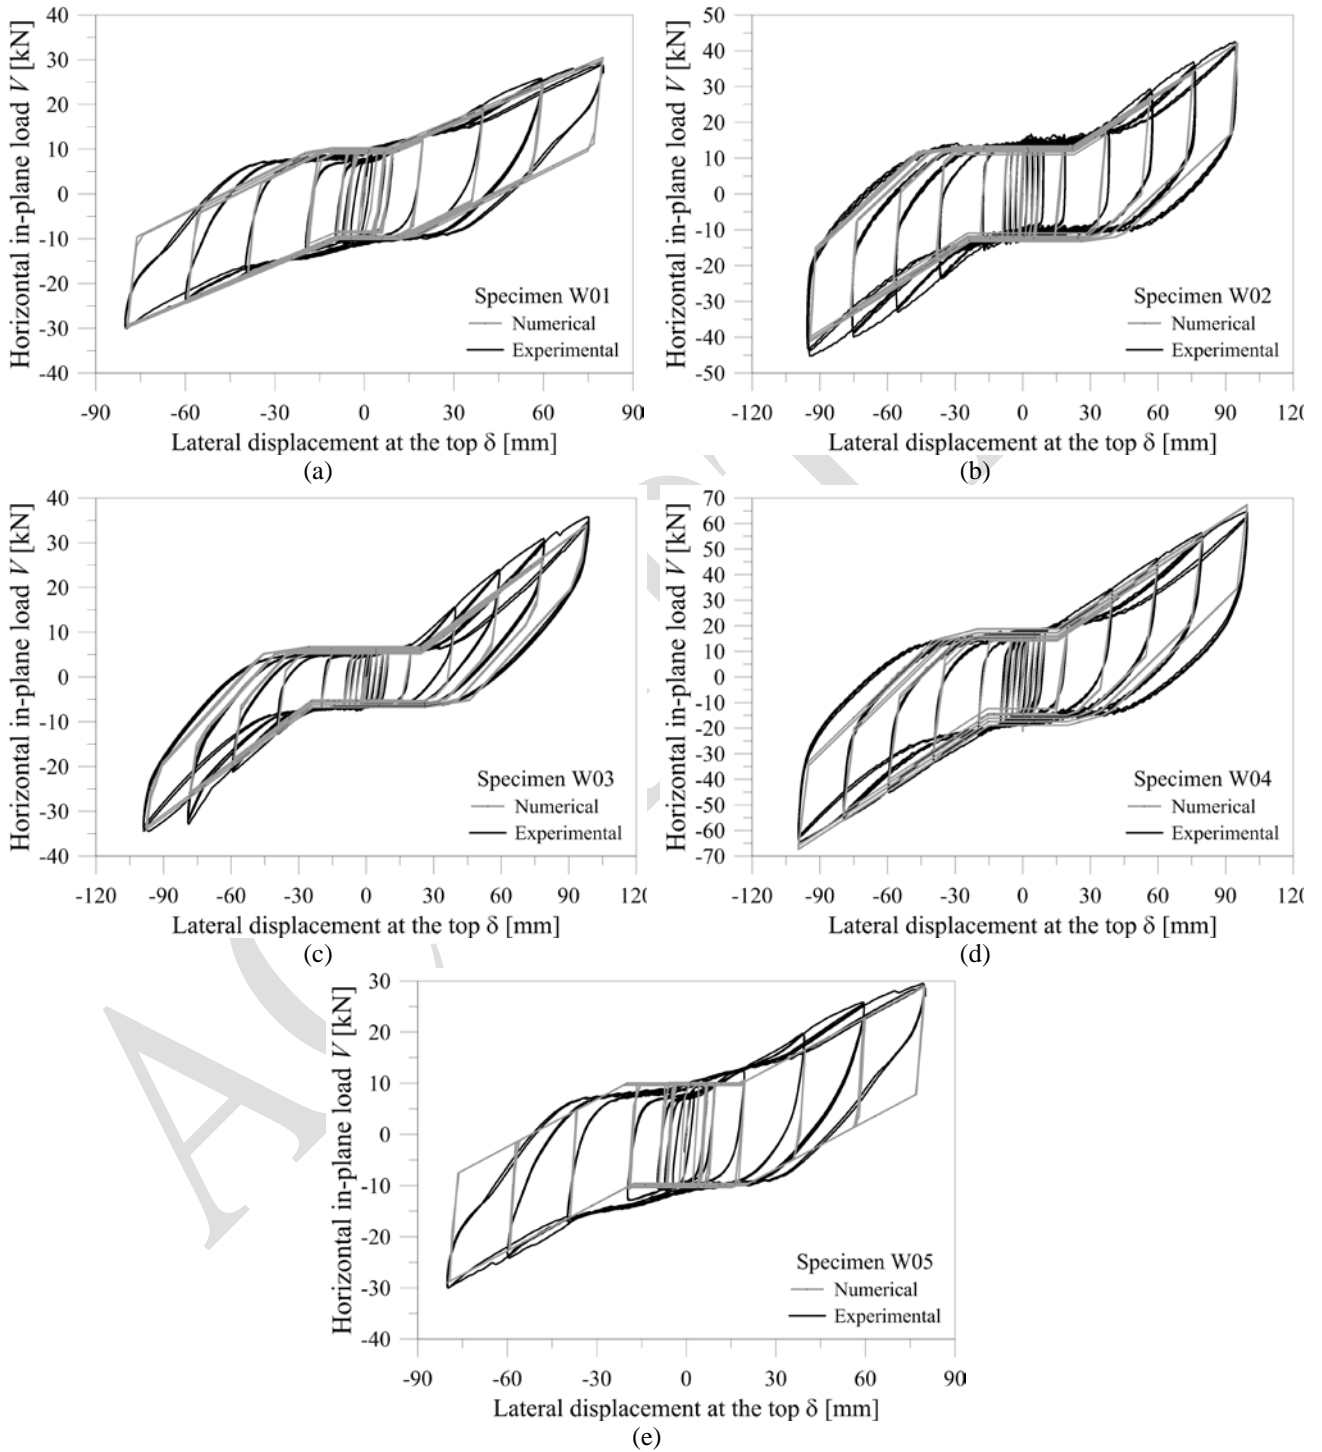 40
30
20
10
0
-10
-20
-30
-40
Horizontal in-plane load V [kN]
Specimen W01
Numerical
Experimental
-90 -60 -30 0 30 60 90
Lateral displacement at the top δ [mm]
(a)
50
40
30
20
10
0
-10
-20
-30
-40
-50
Horizontal in-plane load V [kN]
Specimen W02
Numerical
Experimental
-120 -90 -60 -30 0 30 60 90 120
Lateral displacement at the top δ [mm]
(b)
40
30
20
10
0
-10
-20
-30
-40
Horizontal in-plane load V [kN]
Specimen W03
Numerical
Experimental
-120 -90 -60 -30 0 30 60 90 120
Lateral displacement at the top δ [mm]
(c)
70
60
50
40
30
20
10
0
-10
-20
-30
-40
-50
-60
-70
Horizontal in-plane load V [kN]
Specimen W04
Numerical
Experimental
-120 -90 -60 -30 0 30 60 90 120
Lateral displacement at the top δ [mm]
(d)
30
20
10
0
-10
-20
-30
-40
Horizontal in-plane load V [kN]
Specimen W05
Numerical
Experimental
-90 -60 -30 0 30 60 90
Lateral displacement at the top δ [mm]
(e)